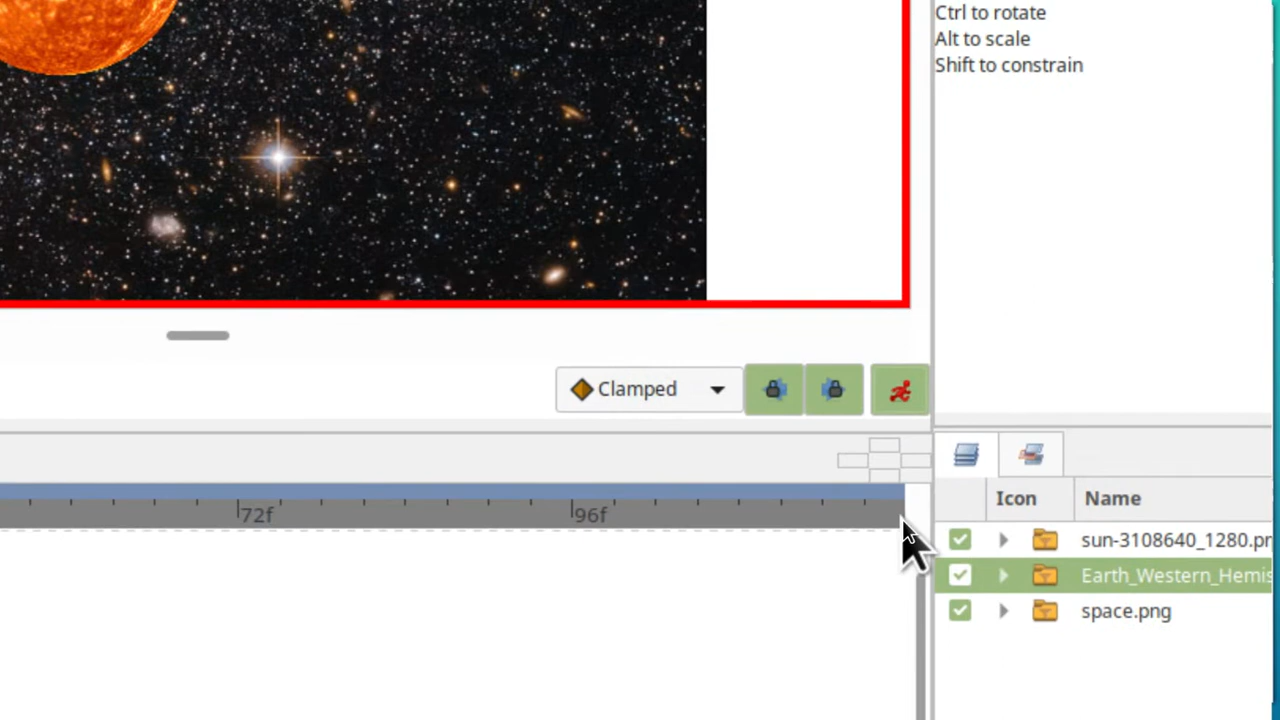 Ctrl to rotate
Alt to scale
Shift to constrain
Clamped
72f
96f
Icon Name
sun-3108640_1280.pr
Earth_Western_Hemis
space.png